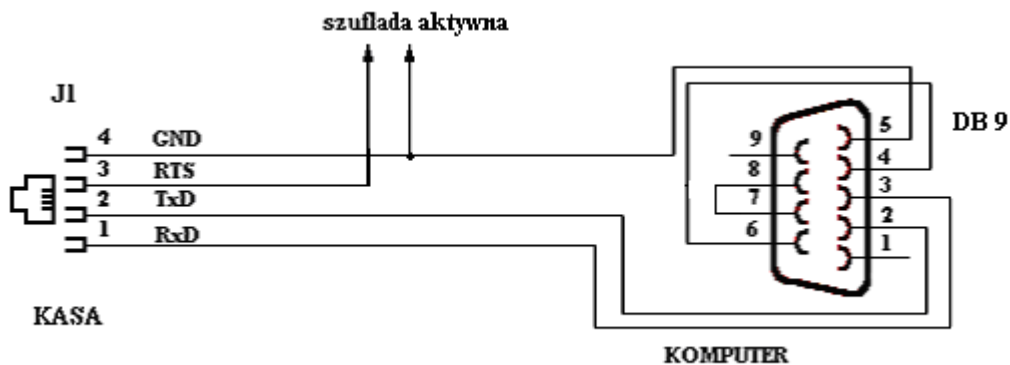 szuflada aktywna
J1
4 GND
3 RTS
2 TxD
1 RxD
KASA
DB 9
9
8
7
6
5
4
3
2
1
KOMPUTER